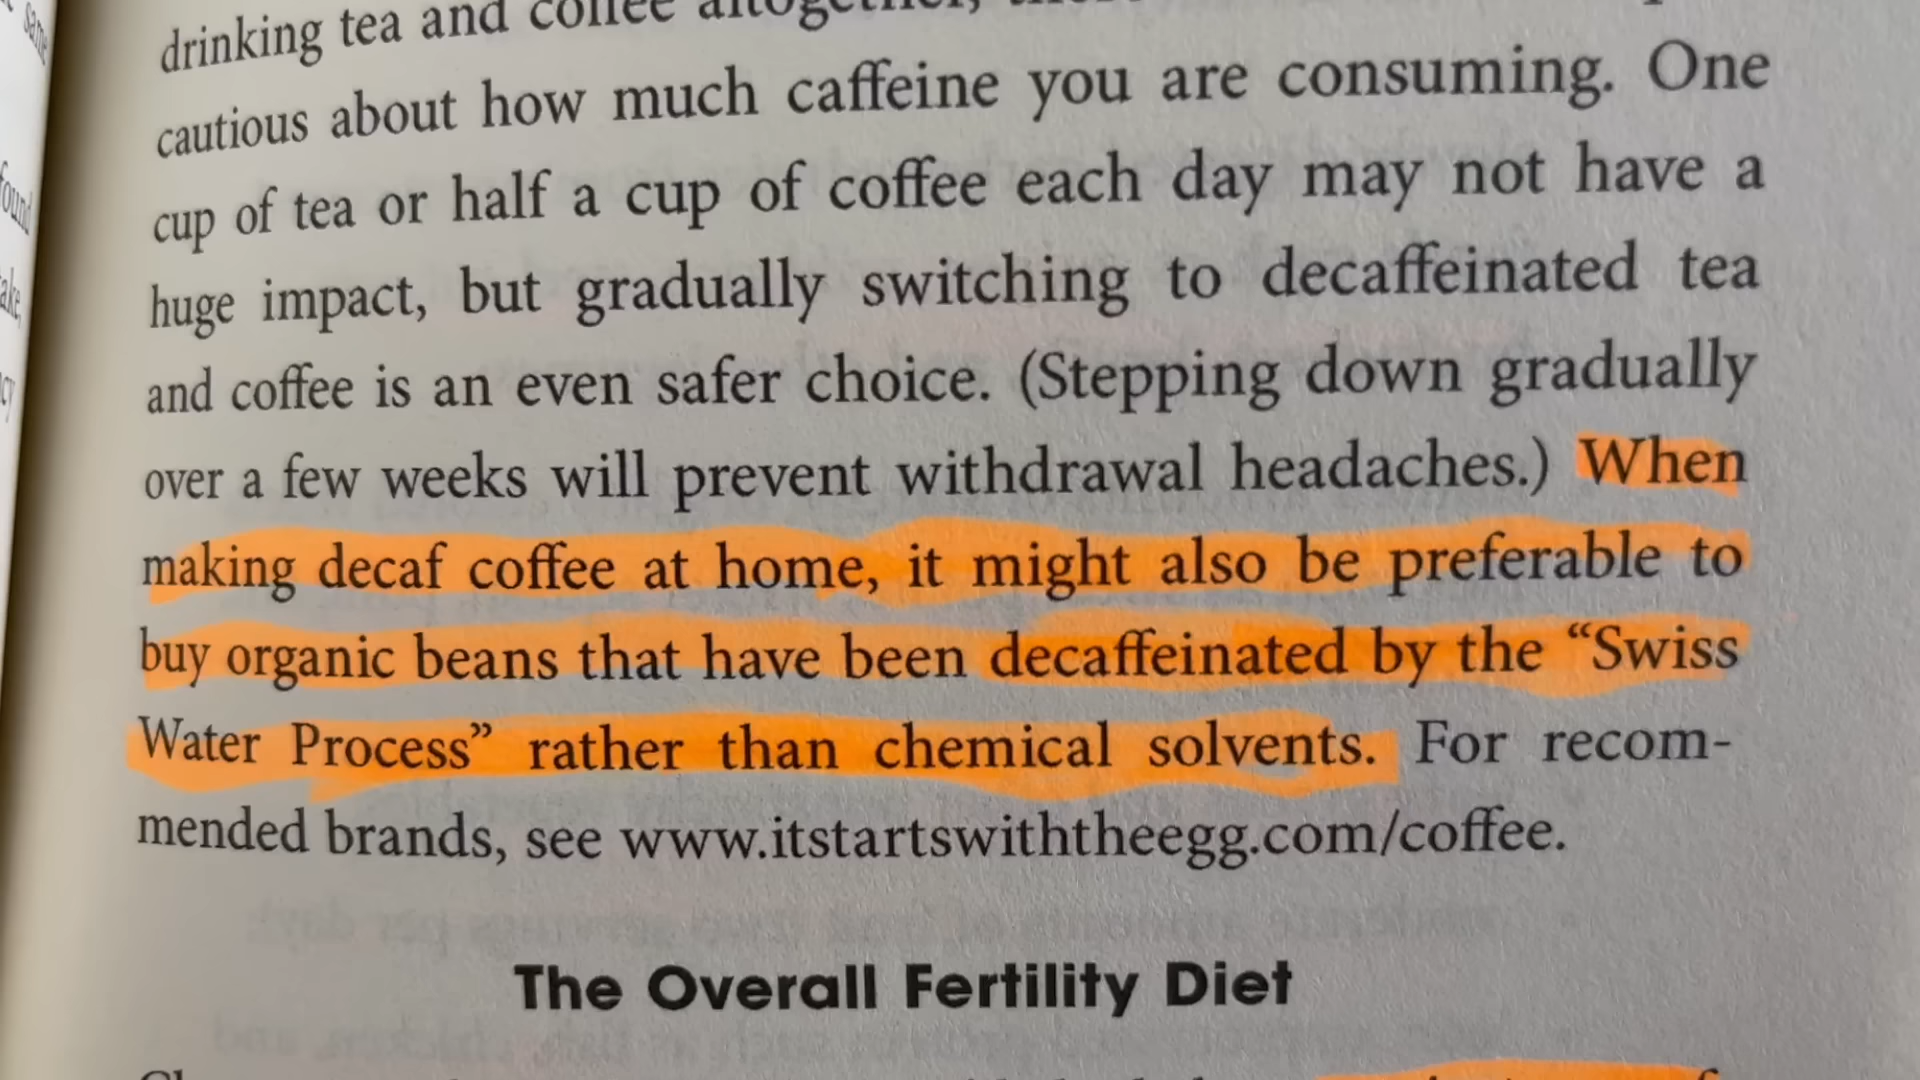 same
drinking tea and coffee altogether,
cautious about how much caffeine you are consuming. One
found
cup of tea or half a cup of coffee each day may not have a
huge impact, but gradually switching to decaffeinated tea
and coffee is an even safer choice. (Stepping down gradually
over a few weeks will prevent withdrawal headaches.) When
making decaf coffee at home, it might also be preferable to
buy organic beans that have been decaffeinated by the “Swiss
Water Process” rather than chemical solvents. For recom-
mended brands, see www.itstartswiththeegg.com/coffee.
The Overall Fertility Diet